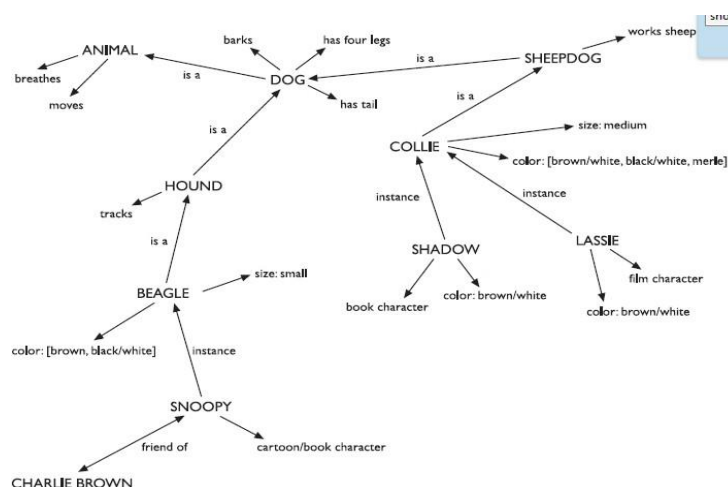 sho
works sheep
barks
has four legs
ANIMAL
SHEEPDOG
is a
breathes
is a
DOG
moves
has tail
is a
is a
size: medium
COLLIE
color: [brown/white, black/white, merle]
HOUND
tracks
instance
instance
is a
SHADOW
LASSIE
size: small
film character
BEAGLE
book character
color: brown/white
color: brown/white
color: [brown, black/white]
instance
SNOOPY
friend of
cartoon/book character
CHARLIE BROWN